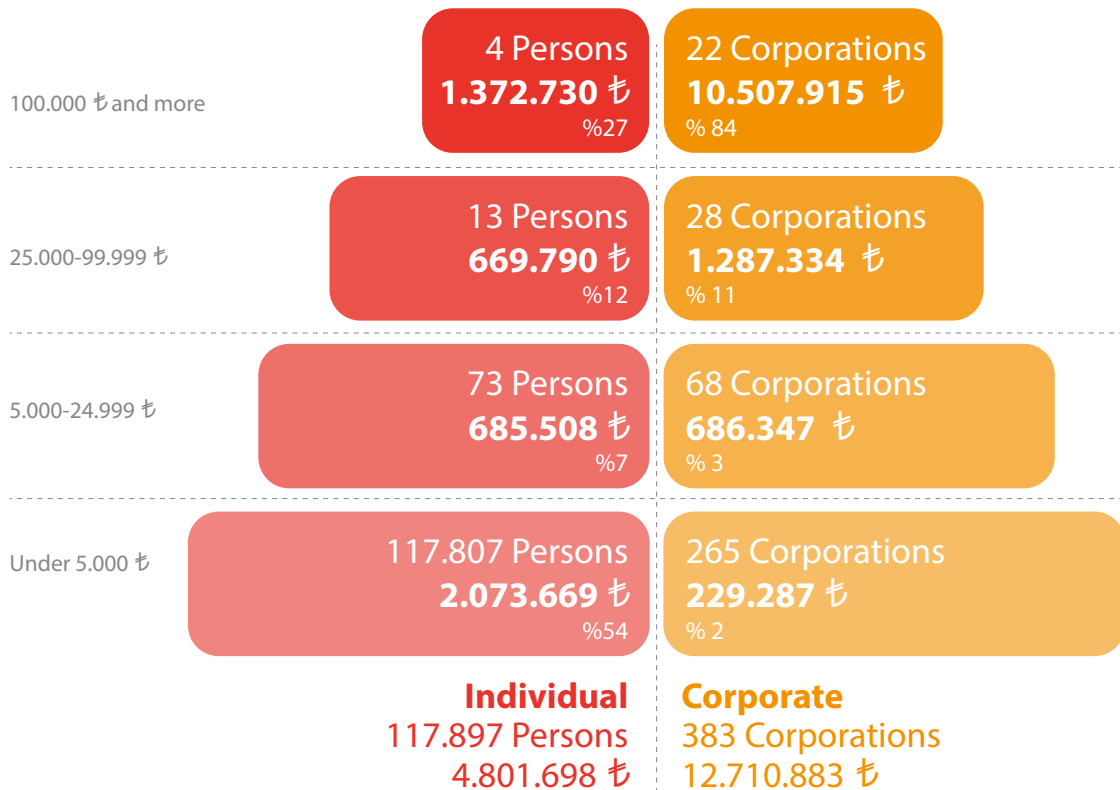 4 Persons
1.372.730 ₺
%27
22 Corporations
10.507.915 ₺
% 84
100.000 ₺ and more
13 Persons
669.790 ₺
%12
28 Corporations
1.287.334 ₺
% 11
25.000-99.999 ₺
73 Persons
685.508 ₺
%7
68 Corporations
686.347 ₺
% 3
5.000-24.999 ₺
117.807 Persons
2.073.669 ₺
%54
265 Corporations
229.287 ₺
% 2
Under 5.000 ₺
Individual
117.897 Persons
4.801.698 ₺
Corporate
383 Corporations
12.710.883 ₺